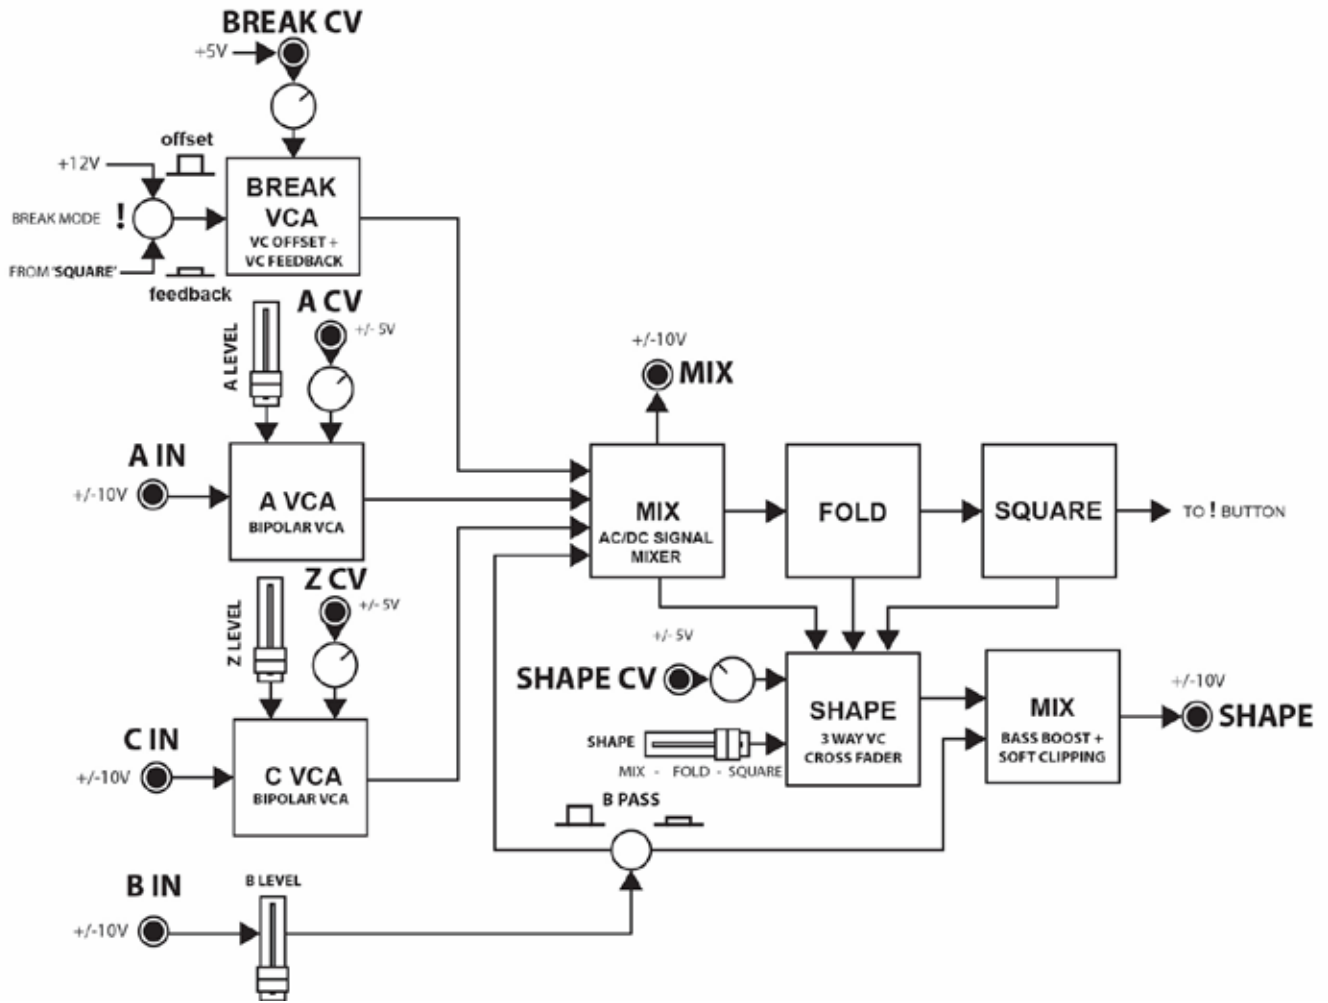 BREAK CV
+5V
offset
+12V
BREAK MODE !
FROM 'SQUARE'
feedback
BREAK
VCA
VC OFFSET +
VC FEEDBACK
A LEVEL
A CV
+/- 5V
A IN
+/-10V
A VCA
BIPOLAR VCA
Z LEVEL
Z CV
+/- 5V
C IN
+/-10V
C VCA
BIPOLAR VCA
B IN
+/-10V
B LEVEL
+/-10V
MIX
MIX
AC/DC SIGNAL
MIXER
FOLD
SQUARE
TO ! BUTTON
+/- 5V
SHAPE CV
SHAPE
MIX - FOLD - SQUARE
B PASS
SHAPE
3 WAY VC
CROSS FADER
MIX
BASS BOOST +
SOFT CLIPPING
+/-10V
SHAPE